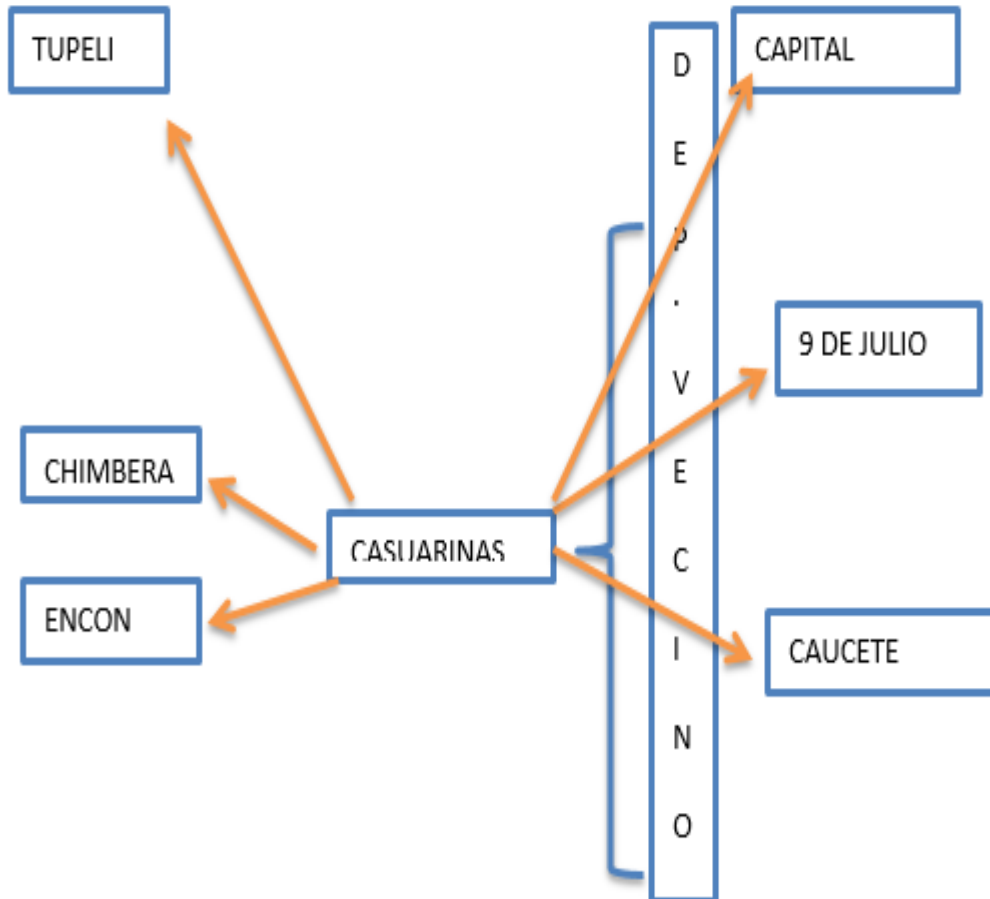 TUPELI
CAPITAL
D
E
P
.
V
E
C
I
N
O
9 DE JULIO
CHIMBERA
CASUARINAS
ENCON
CAUCETE